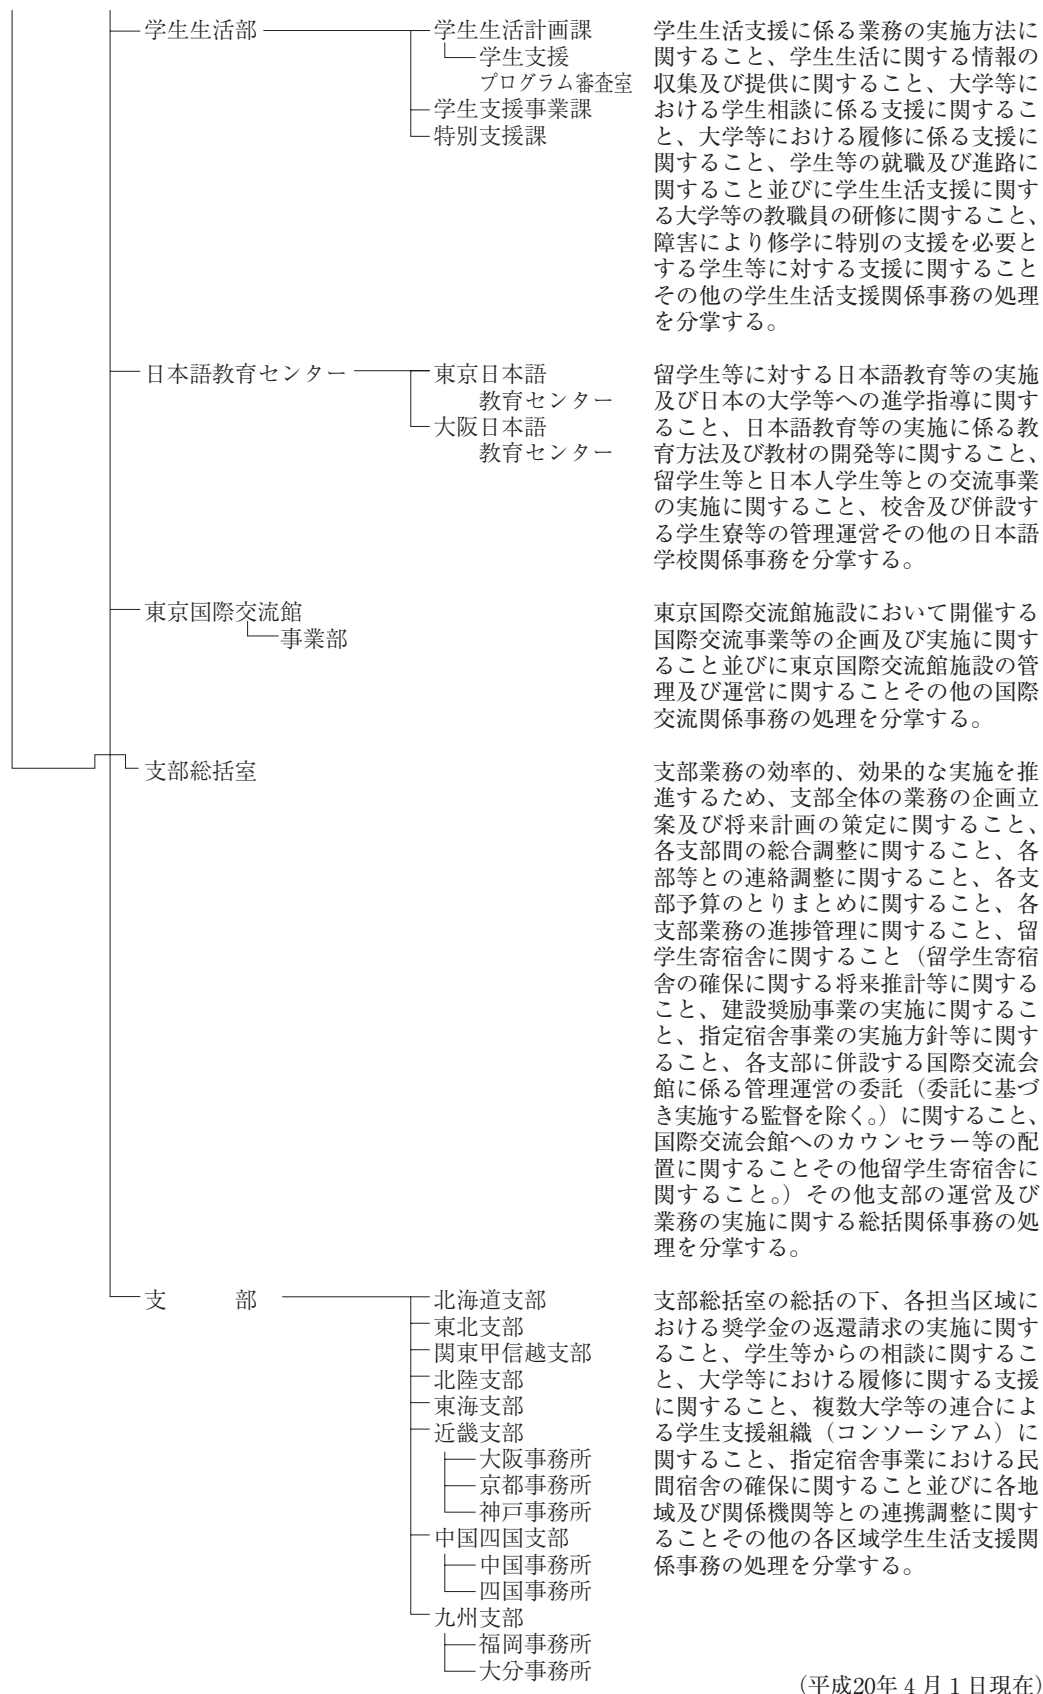 学生生活部
学生生活計画課
学生支援
プログラム審査室
学生支援事業課
特別支援課
学生生活支援に係る業務の実施方法に
関すること、学生生活に関する情報の
収集及び提供に関すること、大学等に
おける学生相談に係る支援に関するこ
と、大学等における履修に係る支援に
関すること、学生等の就職及び進路に
関すること並びに学生生活支援に関す
る大学等の教職員の研修に関すること、
障害により修学に特別の支援を必要と
する学生等に対する支援に関すること
その他の学生生活支援関係事務の処理
を分掌する。
日本語教育センター
東京日本語
教育センター
大阪日本語
教育センター
留学生等に対する日本語教育等の実施
及び日本の大学等への進学指導に関す
ること、日本語教育等の実施に係る教
育方法及び教材の開発等に関すること、
留学生等と日本人学生等との交流事業
の実施に関すること、校舎及び併設す
る学生寮等の管理運営その他の日本語
学校関係事務を分掌する。
東京国際交流館
事業部
東京国際交流館施設において開催する
国際交流事業等の企画及び実施に関す
ること並びに東京国際交流館施設の管
理及び運営に関することその他の国際
交流関係事務の処理を分掌する。
支部総括室
支部業務の効率的、効果的な実施を推
進するため、支部全体の業務の企画立
案及び将来計画の策定に関すること、
各支部間の総合調整に関すること、各
部等との連絡調整に関すること、各支
部予算のとりまとめに関すること、各
支部業務の進捗管理に関すること、留
学生寄宿舎に関すること（留学生寄宿
舎の確保に関する将来推計等に関する
こと、建設奨励事業の実施に関するこ
と、指定宿舎事業の実施方針等に関す
ること、各支部に併設する国際交流会
館に係る管理運営の委託（委託に基づ
き実施する監督を除く。）に関すること、
国際交流会館へのカウンセラー等の配
置に関することその他留学生寄宿舎に
関すること。）その他支部の運営及び
業務の実施に関する総括関係事務の処
理を分掌する。
支　　部
北海道支部
東北支部
関東甲信越支部
北陸支部
東海支部
近畿支部
大阪事務所
京都事務所
神戸事務所
中国四国支部
中国事務所
四国事務所
九州支部
福岡事務所
大分事務所
支部総括室の総括の下、各担当区域に
おける奨学金の返還請求の実施に関す
ること、学生等からの相談に関するこ
と、大学等における履修に関する支援
に関すること、複数大学等の連合によ
る学生支援組織（コンソーシアム）に
関すること、指定宿舎事業における民
間宿舎の確保に関すること並びに各地
域及び関係機関等との連携調整に関す
ることその他の各区域学生生活支援関
係事務の処理を分掌する。
（平成20年４月１日現在）